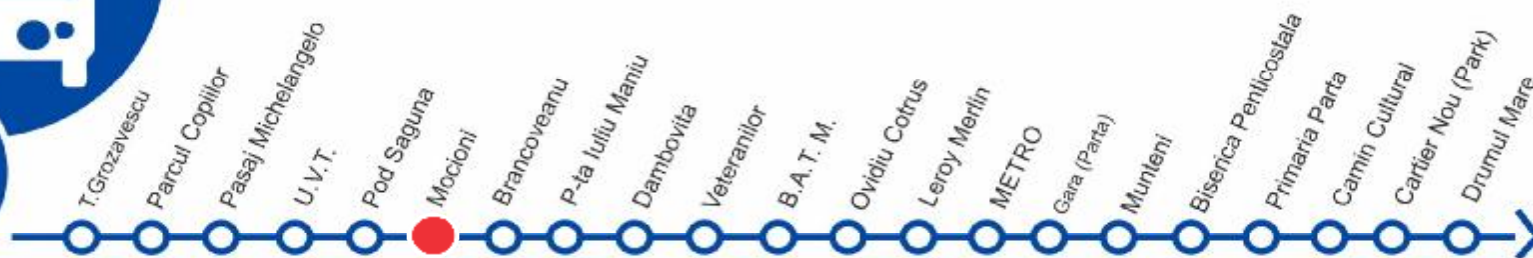 T.Grozavescu
Parcul Copiilor
Pasaj Michelangelo
U.V.T.
Pod Saguna
Mocioni
Brancoveanu
P-ta Iuliu Maniu
Dambovita
Veteranilor
B.A.T.M.
Ovidiu Cotrus
Leroy Merlin
METRO
Gara (Parta)
Munteni
Biserica Penticostala
Primaria Parta
Camin Cultural
Cartier Nou (Park)
Drumul Mare